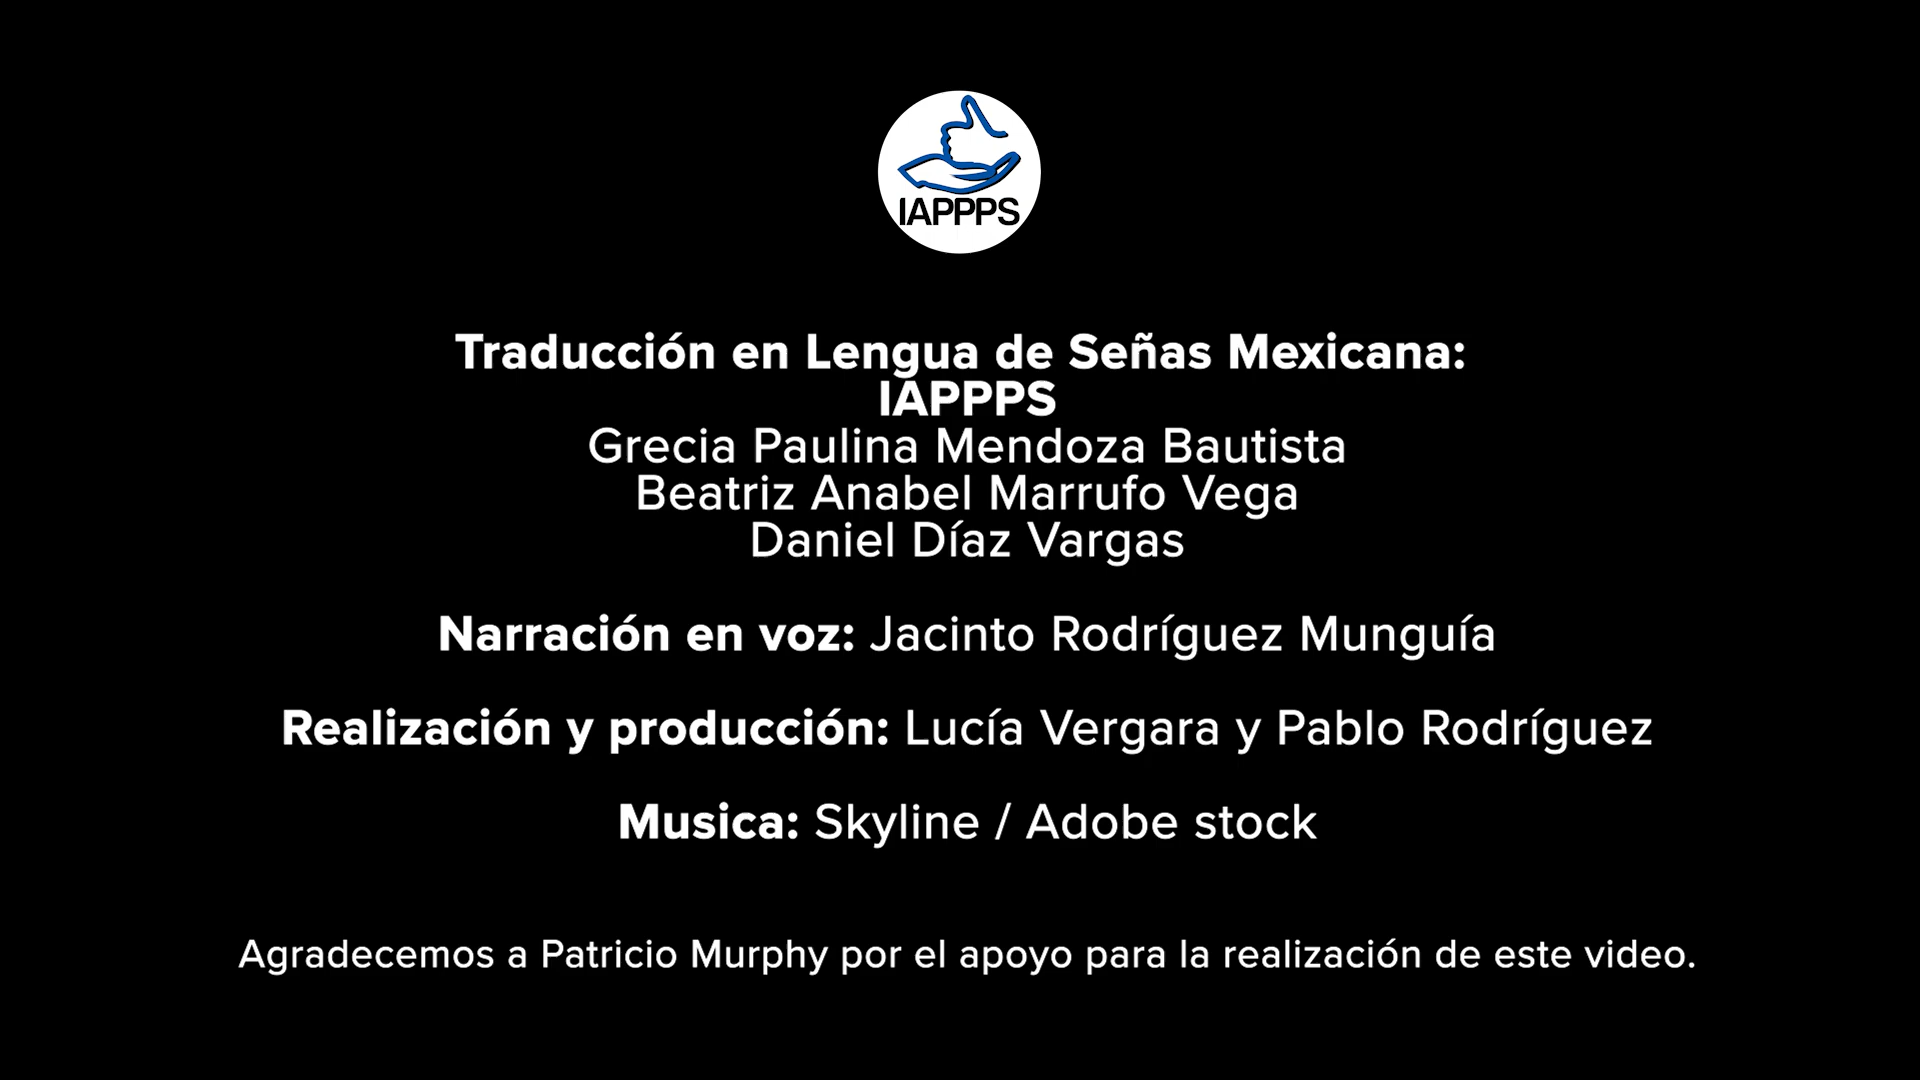 IAPPPS
Traducción en Lengua de Señas Mexicana:
IAPPPS
Grecia Paulina Mendoza Bautista
Beatriz Anabel Marrufo Vega
Daniel Díaz Vargas
Narración en voz: Jacinto Rodríguez Munguía
Realización y producción: Lucía Vergara y Pablo Rodríguez
Musica: Skyline / Adobe stock
Agradecemos a Patricio Murphy por el apoyo para la realización de este video.